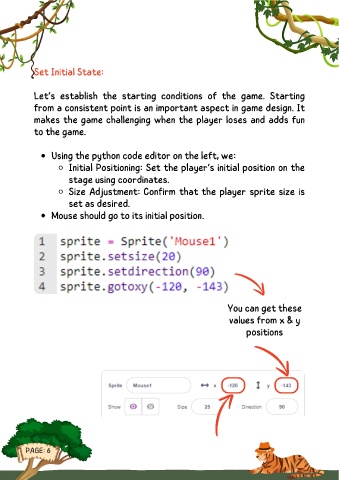 Set Initial State:
Let's establish the starting conditions of the game. Starting
from a consistent point is an important aspect in game design. It
makes the game challenging when the player loses and adds fun
to the game.
• Using the python code editor on the left, we:
○ Initial Positioning: Set the player's initial position on the
stage using coordinates.
○ Size Adjustment: Confirm that the player sprite size is
set as desired.
• Mouse should go to its initial position.
1 sprite = Sprite('Mouse1')
2 sprite.setsize(20)
3 sprite.setdirection(90)
4 sprite.gotoxy(-120, -143)
You can get these
values from x & y
positions
Sprite Mouse1 x -120 y -143
Show Size 25 Direction 90
PAGE: 6